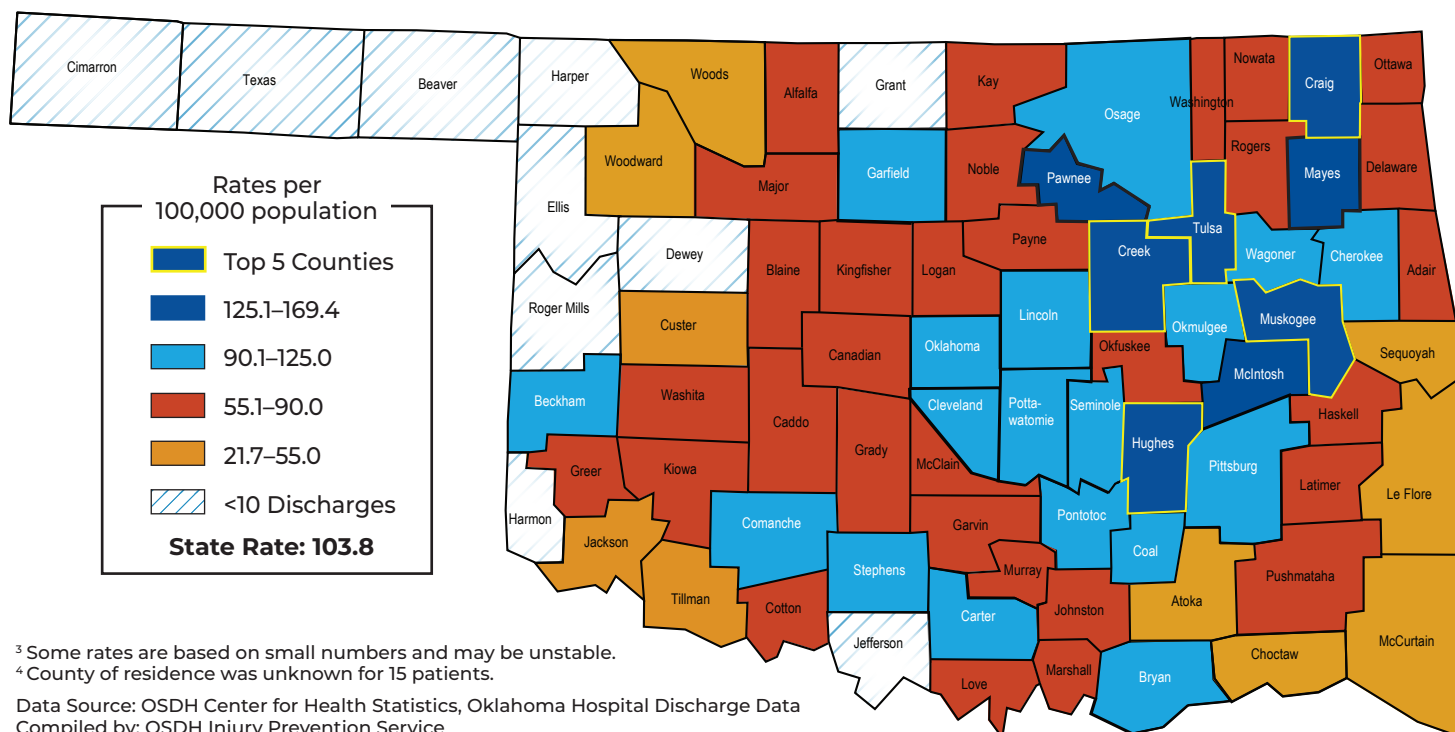 Cimarron
Texas
Beaver
Harper
Woods
Alfalfa
Grant
Kay
Osage
Washington
Nowata
Craig
Ottawa
Woodward
Major
Garfield
Noble
Pawnee
Rogers
Mayes
Delaware
Ellis
Dewey
Blaine
Kingfisher
Logan
Payne
Creek
Tulsa
Wagoner
Cherokee
Adair
Roger Mills
Custer
Canadian
Oklahoma
Lincoln
Okfuskee
Okmulgee
Muskogee
McIntosh
Sequoyah
Beckham
Washita
Caddo
Grady
Cleveland
McClain
Potta-
watomie
Seminole
Hughes
Pittsburg
Haskell
Latimer
Le Flore
Harmon
Greer
Kiowa
Jackson
Tillman
Comanche
Cotton
Stephens
Jefferson
Garvin
Murray
Carter
Love
Pontotoc
Johnston
Marshall
Coal
Atoka
Bryan
Pushmataha
Choctaw
McCurtain
Rates per
100,000 population
Top 5 Counties
125.1–169.4
90.1–125.0
55.1–90.0
21.7–55.0
<10 Discharges
State Rate: 103.8
³ Some rates are based on small numbers and may be unstable.
⁴ County of residence was unknown for 15 patients.
Data Source: OSDH Center for Health Statistics, Oklahoma Hospital Discharge Data
Compiled by: OSDH Injury Prevention Service